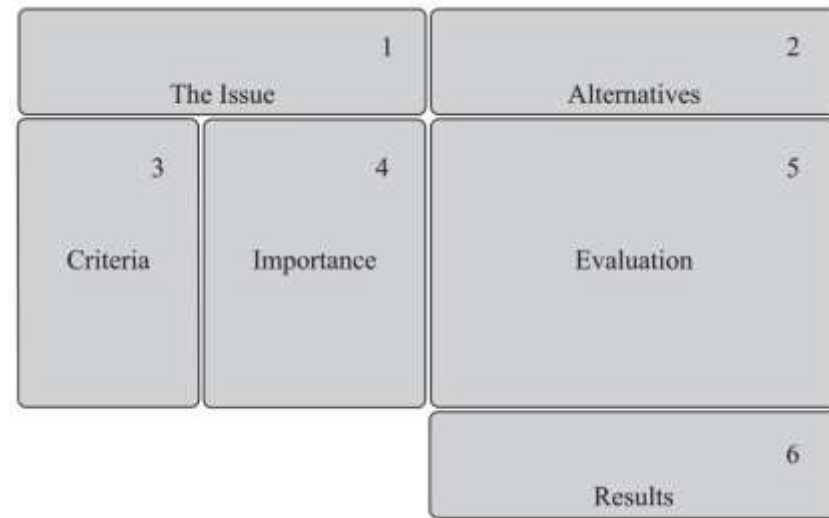 1
The Issue
2
Alternatives
3
Criteria
4
Importance
5
Evaluation
6
Results